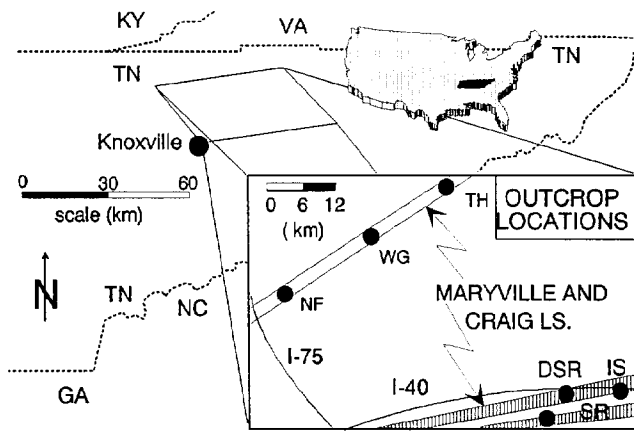 KY
VA
TN
TN
Knoxville
0 30 60
scale (km)
0 6 12
( km)
TH
OUTCROP
LOCATIONS
WG
NF
MARYVILLE AND
CRAIG LS.
N
TN
NC
GA
I-75
I-40
DSR
IS
SR